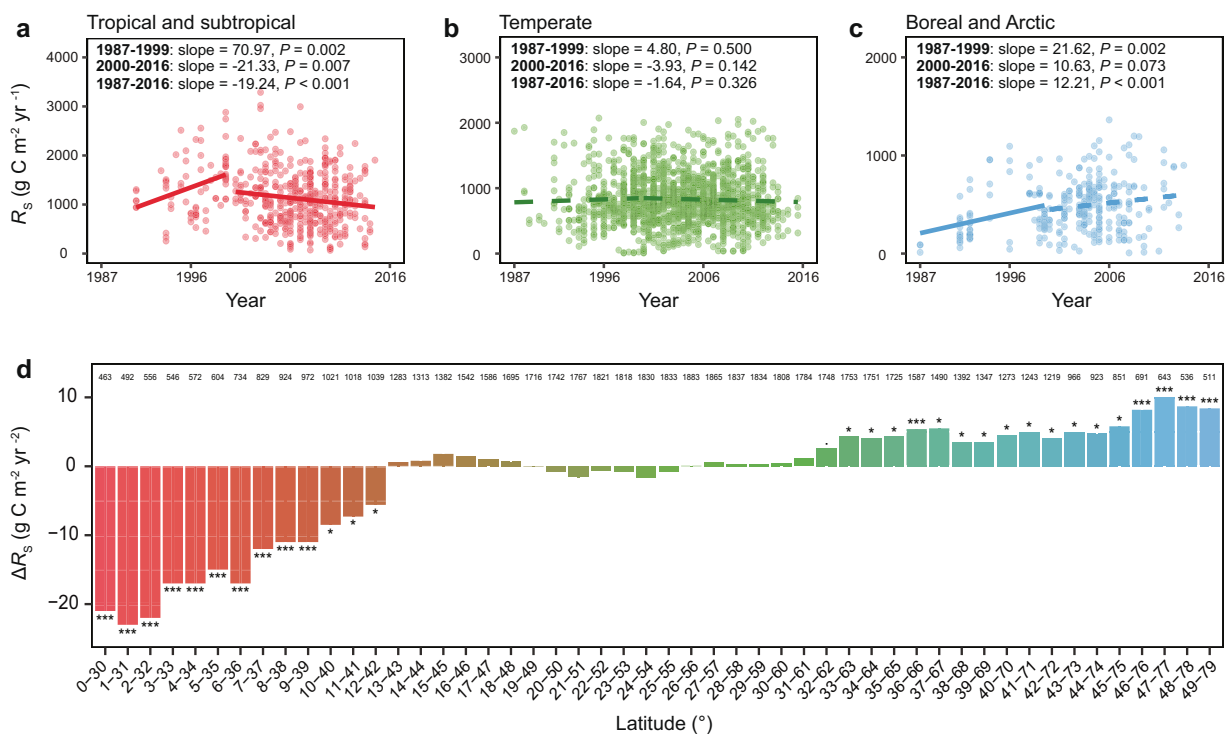 a Tropical and subtropical
1987-1999: slope = 70.97, P = 0.002
2000-2016: slope = -21.33, P = 0.007
1987-2016: slope = -19.24, P < 0.001
4000
3000
2000
1000
0
Rs (g C m-2 yr-1)
1987 1996 2006 2016
Year
b Temperate
1987-1999: slope = 4.80, P = 0.500
2000-2016: slope = -3.93, P = 0.142
1987-2016: slope = -1.64, P = 0.326
3000
2000
1000
0
1987 1996 2006 2016
Year
c Boreal and Arctic
1987-1999: slope = 21.62, P = 0.002
2000-2016: slope = 10.63, P = 0.073
1987-2016: slope = 12.21, P < 0.001
2000
1000
0
1987 1996 2006 2016
Year
d
463 492 556 546 572 604 734 829 924 972 1021 1018 1039 1283 1313 1382 1542 1586 1695 1716 1742 1767 1821 1818 1830 1833 1883 1865 1837 1834 1808 1784 1748 1753 1751 1725 1587 1490 1392 1347 1273 1243 1219 966 923 851 691 643 536 511
10
0
−10
−20
ΔRs (g C m-2 yr-2)
*** *** *** *** *** *** *** *** *** *** * * * . * * * *** * * * * * * * * * *** *** *** ***
0−30 1−31 2−32 3−33 4−34 5−35 6−36 7−37 8−38 9−39 10−40 11−41 12−42 13−43 14−44 15−45 16−46 17−47 18−48 19−49 20−50 21−51 22−52 23−53 24−54 25−55 26−56 27−57 28−58 29−59 30−60 31−61 32−62 33−63 34−64 35−65 36−66 37−67 38−68 39−69 40−70 41−71 42−72 43−73 44−74 45−75 46−76 47−77 48−78 49−79
Latitude (°)